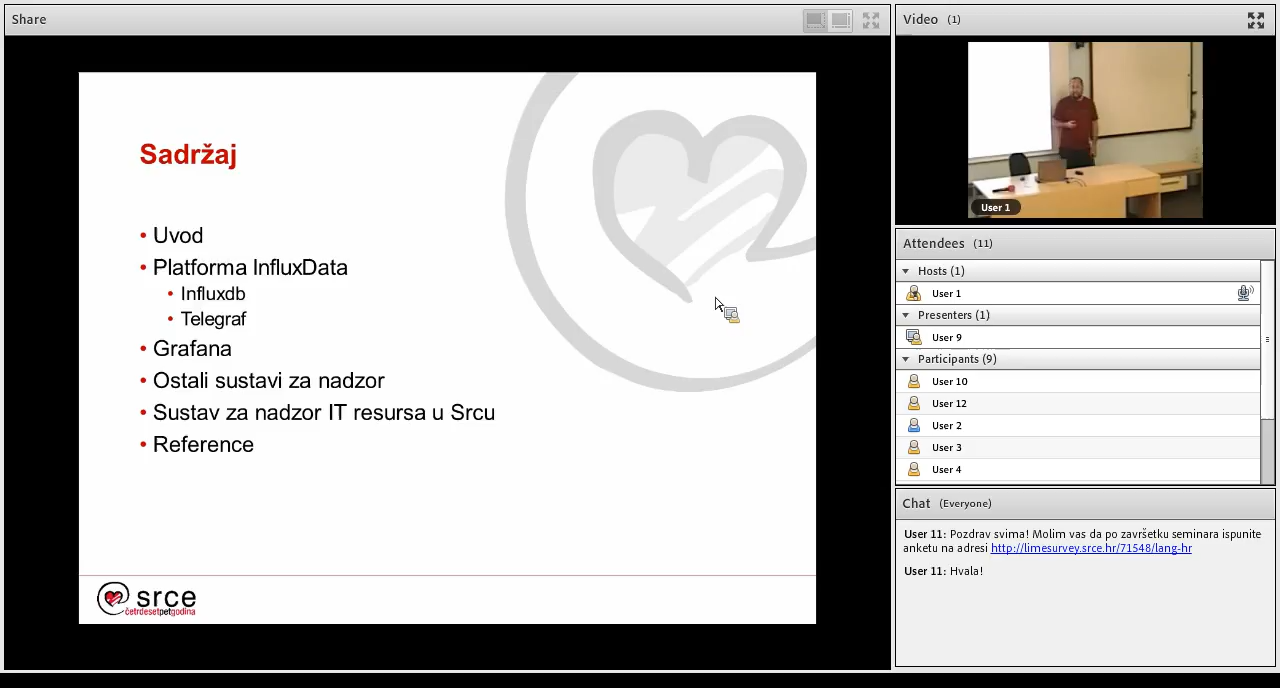 Share
Sadržaj
• Uvod
• Platforma InfluxData
• Influxdb
• Telegraf
• Grafana
• Ostali sustavi za nadzor
• Sustav za nadzor IT resursa u Srcu
• Reference
srce
četrdesetpetgodina
Video (1)
User 1
Attendees (11)
Hosts (1)
User 1
Presenters (1)
User 9
Participants (9)
User 10
User 12
User 2
User 3
User 4
Chat (Everyone)
User 11: Pozdrav svima! Molim vas da po završetku seminara ispunite
anketu na adresi http://limesurvey.srce.hr/71548/lang-hr
User 11: Hvala!